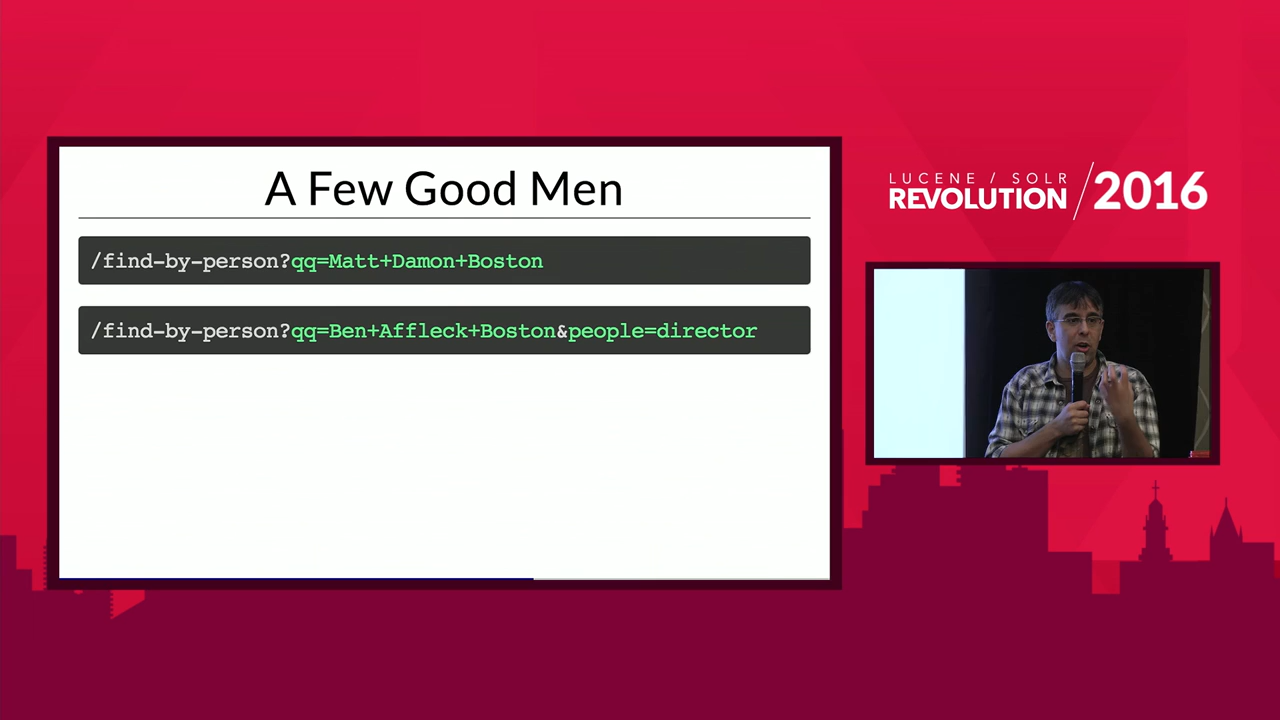 A Few Good Men
/find-by-person?qq=Matt+Damon+Boston
/find-by-person?qq=Ben+Affleck+Boston&people=director
LUCENE / SOLR
REVOLUTION / 2016